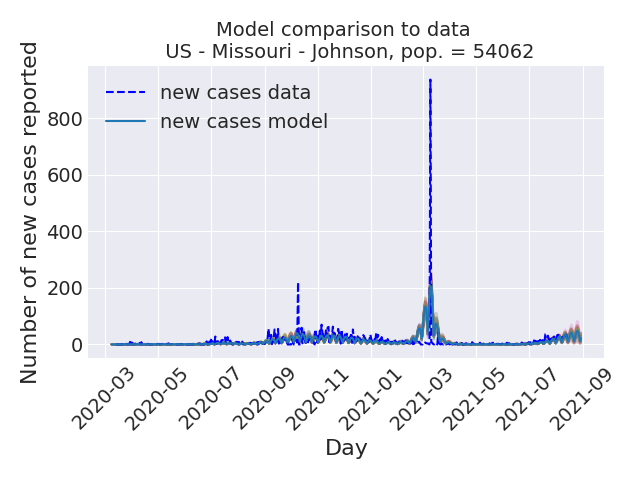 Model comparison to data
US - Missouri - Johnson, pop. = 54062
Number of new cases reported
new cases data
new cases model
800
600
400
200
0
2020-03
2020-05
2020-07
2020-09
2020-11
2021-01
2021-03
2021-05
2021-07
2021-09
Day